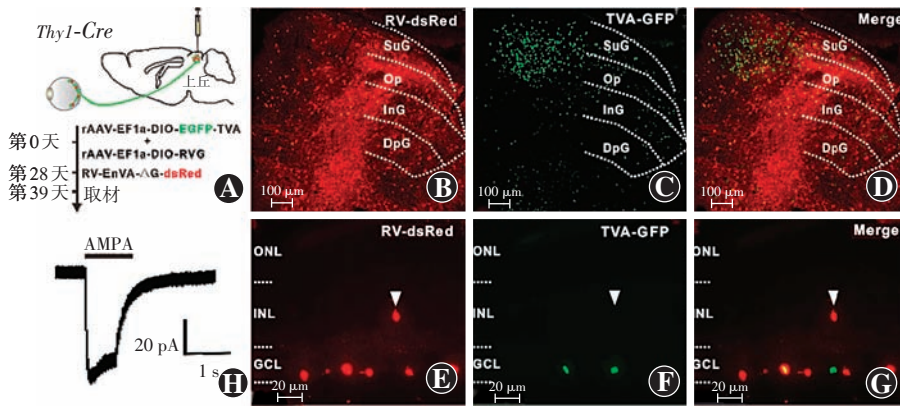 Thy1-Cre
上丘
第0天
rAAV-EF1a-DIO-EGFP-TVA
+
rAAV-EF1a-DIO-RVG
第28天
RV-EnVA-△G-dsRed
第39天
取材
A
RV-dsRed
SuG
Op
InG
DpG
100 μm
B
TVA-GFP
SuG
Op
InG
DpG
100 μm
C
Merge
SuG
Op
InG
DpG
100 μm
D
AMPA
20 pA
1 s
H
RV-dsRed
ONL
INL
GCL
20 μm
E
TVA-GFP
ONL
INL
GCL
20 μm
F
Merge
ONL
INL
GCL
20 μm
G